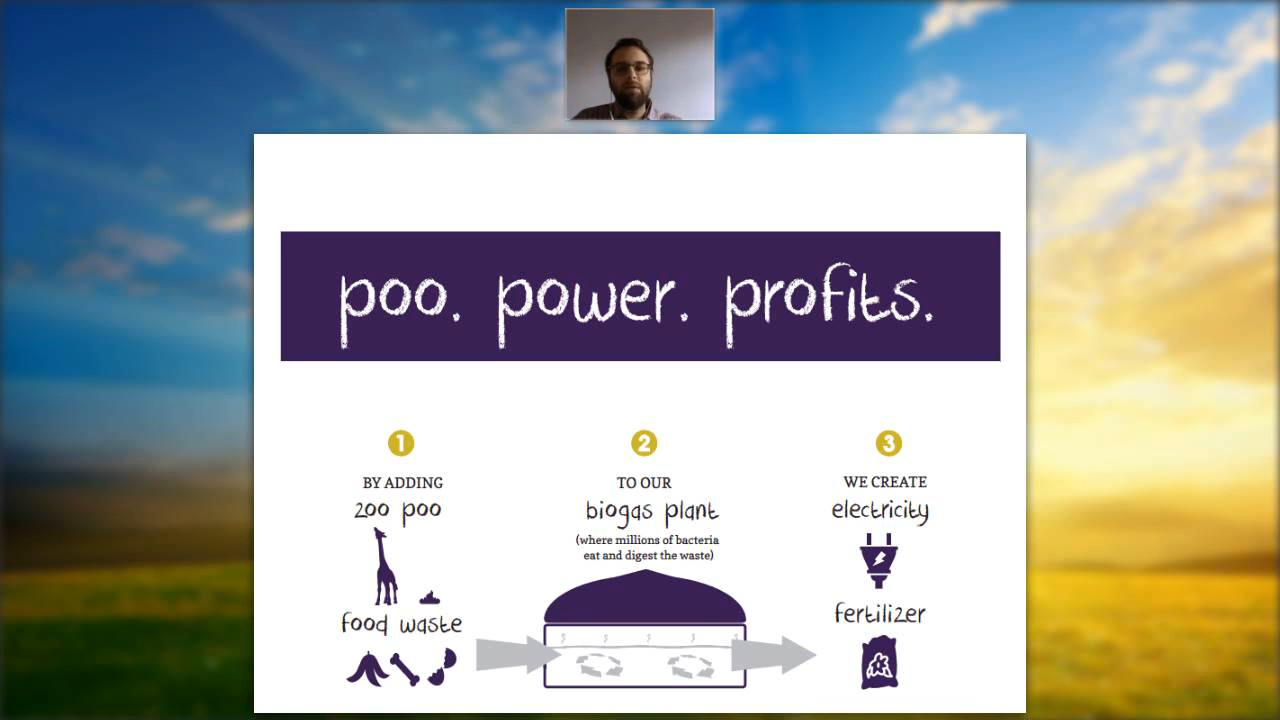 poo. power. profits.
1
2
3
BY ADDING
zoo poo
food waste
TO OUR
biogas plant
(where millions of bacteria
eat and digest the waste)
WE CREATE
electricity
fertilizer